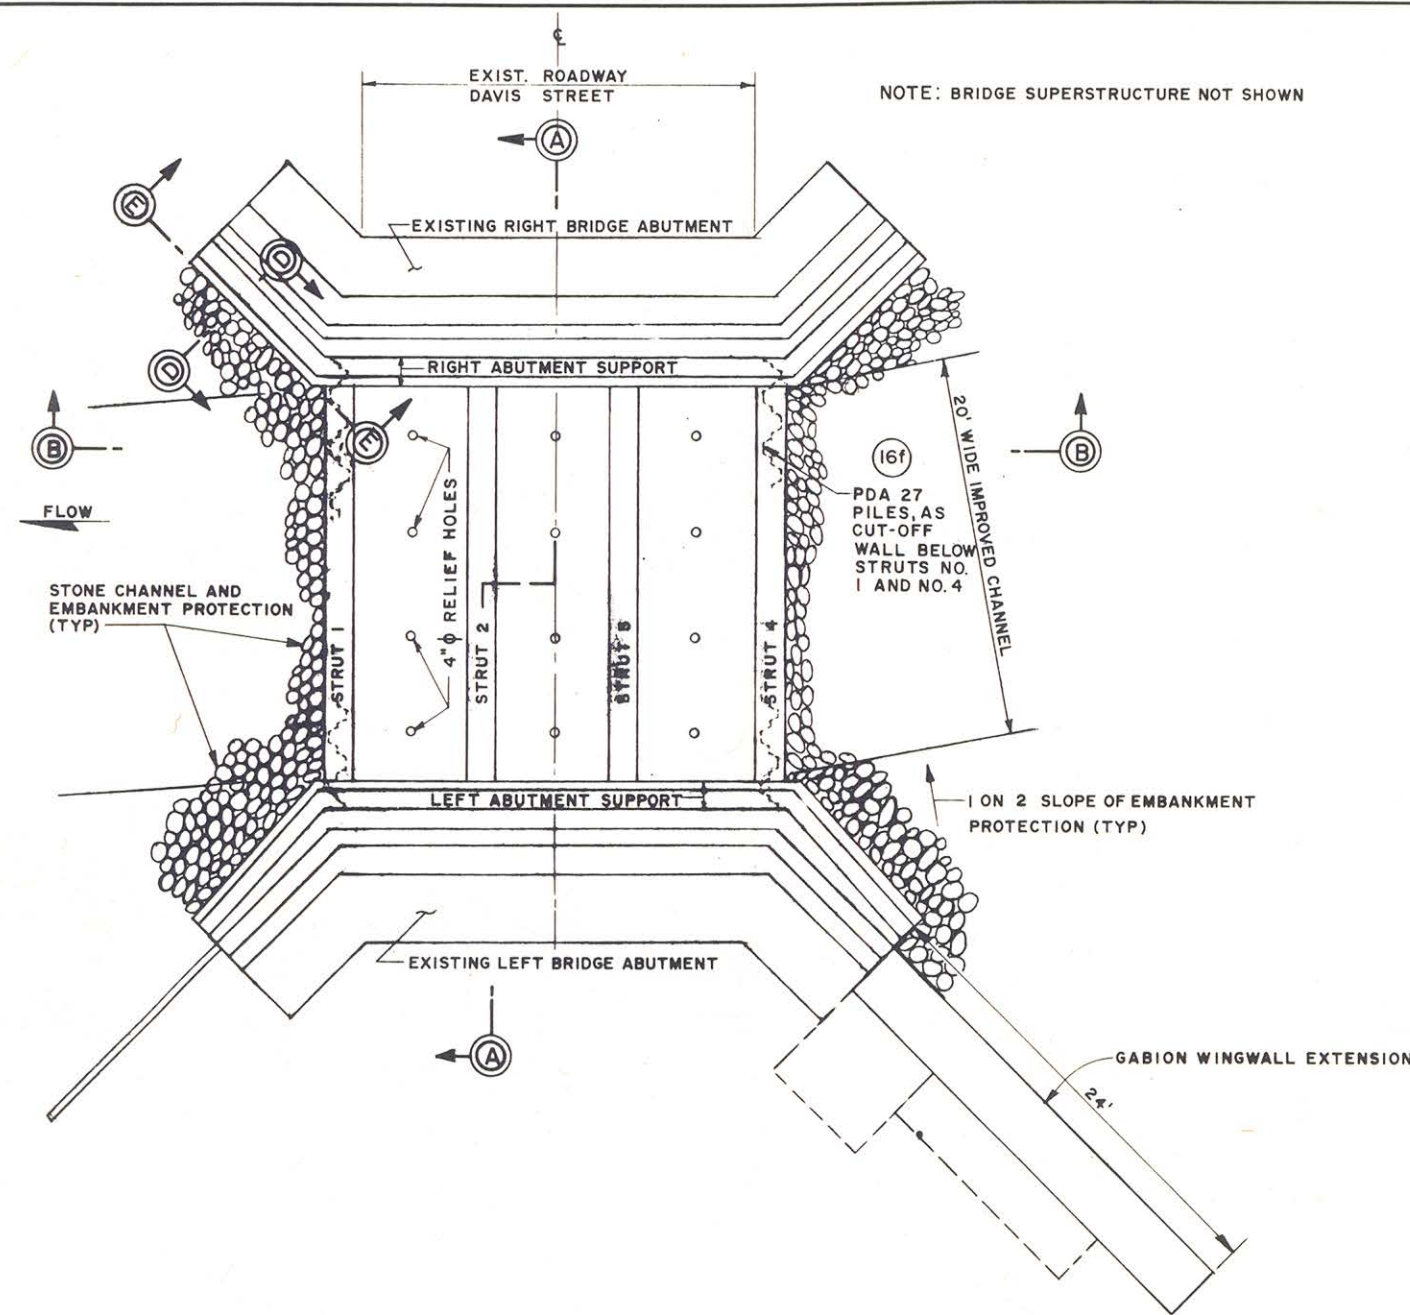 ℄
EXIST. ROADWAY
DAVIS STREET
NOTE: BRIDGE SUPERSTRUCTURE NOT SHOWN
A
E
EXISTING RIGHT BRIDGE ABUTMENT
D
RIGHT ABUTMENT SUPPORT
D
B
E
16f
B
FLOW
PDA 27
PILES, AS
CUT-OFF
WALL BELOW
STRUTS NO.
1 AND NO. 4
20' WIDE IMPROVED CHANNEL
4" ϕ RELIEF HOLES
STONE CHANNEL AND
EMBANKMENT PROTECTION
(TYP)
STRUT 1
STRUT 2
STRUT 3
STRUT 4
LEFT ABUTMENT SUPPORT
1 ON 2 SLOPE OF EMBANKMENT
PROTECTION (TYP)
EXISTING LEFT BRIDGE ABUTMENT
A
GABION WINGWALL EXTENSION
24'